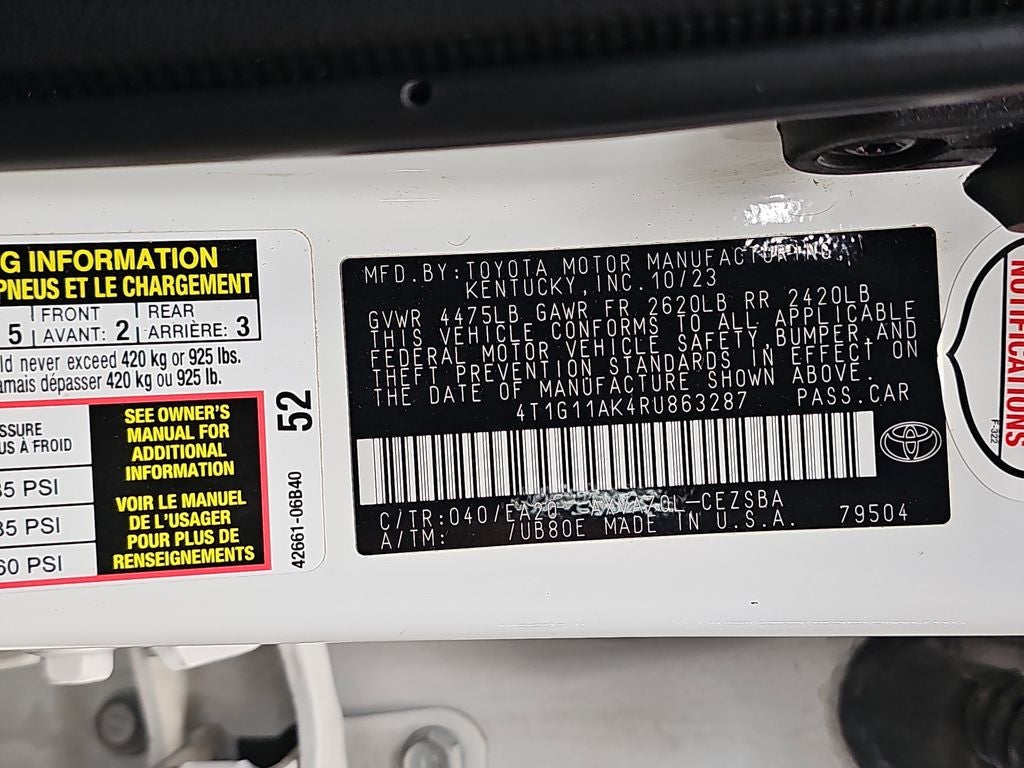 G INFORMATION
PNEUS ET LE CHARGEMENT
5 FRONT AVANT: 2 REAR ARRIÈRE: 3
ld never exceed 420 kg or 925 lbs.
amais dépasser 420 kg ou 925 lb.
SSURE
US À FROID
35 PSI
35 PSI
60 PSI
SEE OWNER'S
MANUAL FOR
ADDITIONAL
INFORMATION
VOIR LE MANUEL
DE L'USAGER
POUR PLUS DE
RENSEIGNEMENTS
52
42661-06B40
MFD.BY:TOYOTA MOTOR MANUFACTURING,
KENTUCKY,INC.10/23
GVWR 4475LB GAWR FR 2620LB RR 2420LB
THIS VEHICLE CONFORMS TO ALL APPLICABLE
FEDERAL MOTOR VEHICLE SAFETY,BUMPER,AND
THEFT PREVENTION STANDARDS IN EFFECT ON
THE DATE OF MANUFACTURE SHOWN ABOVE.
4T1G11AK4RU863287 PASS.CAR
C/TR:040/EA20 AXVA70L-CEZSBA
A/TM: /UB80E MADE IN U.S.A. 79504
NOTIFICATIONS
F-322